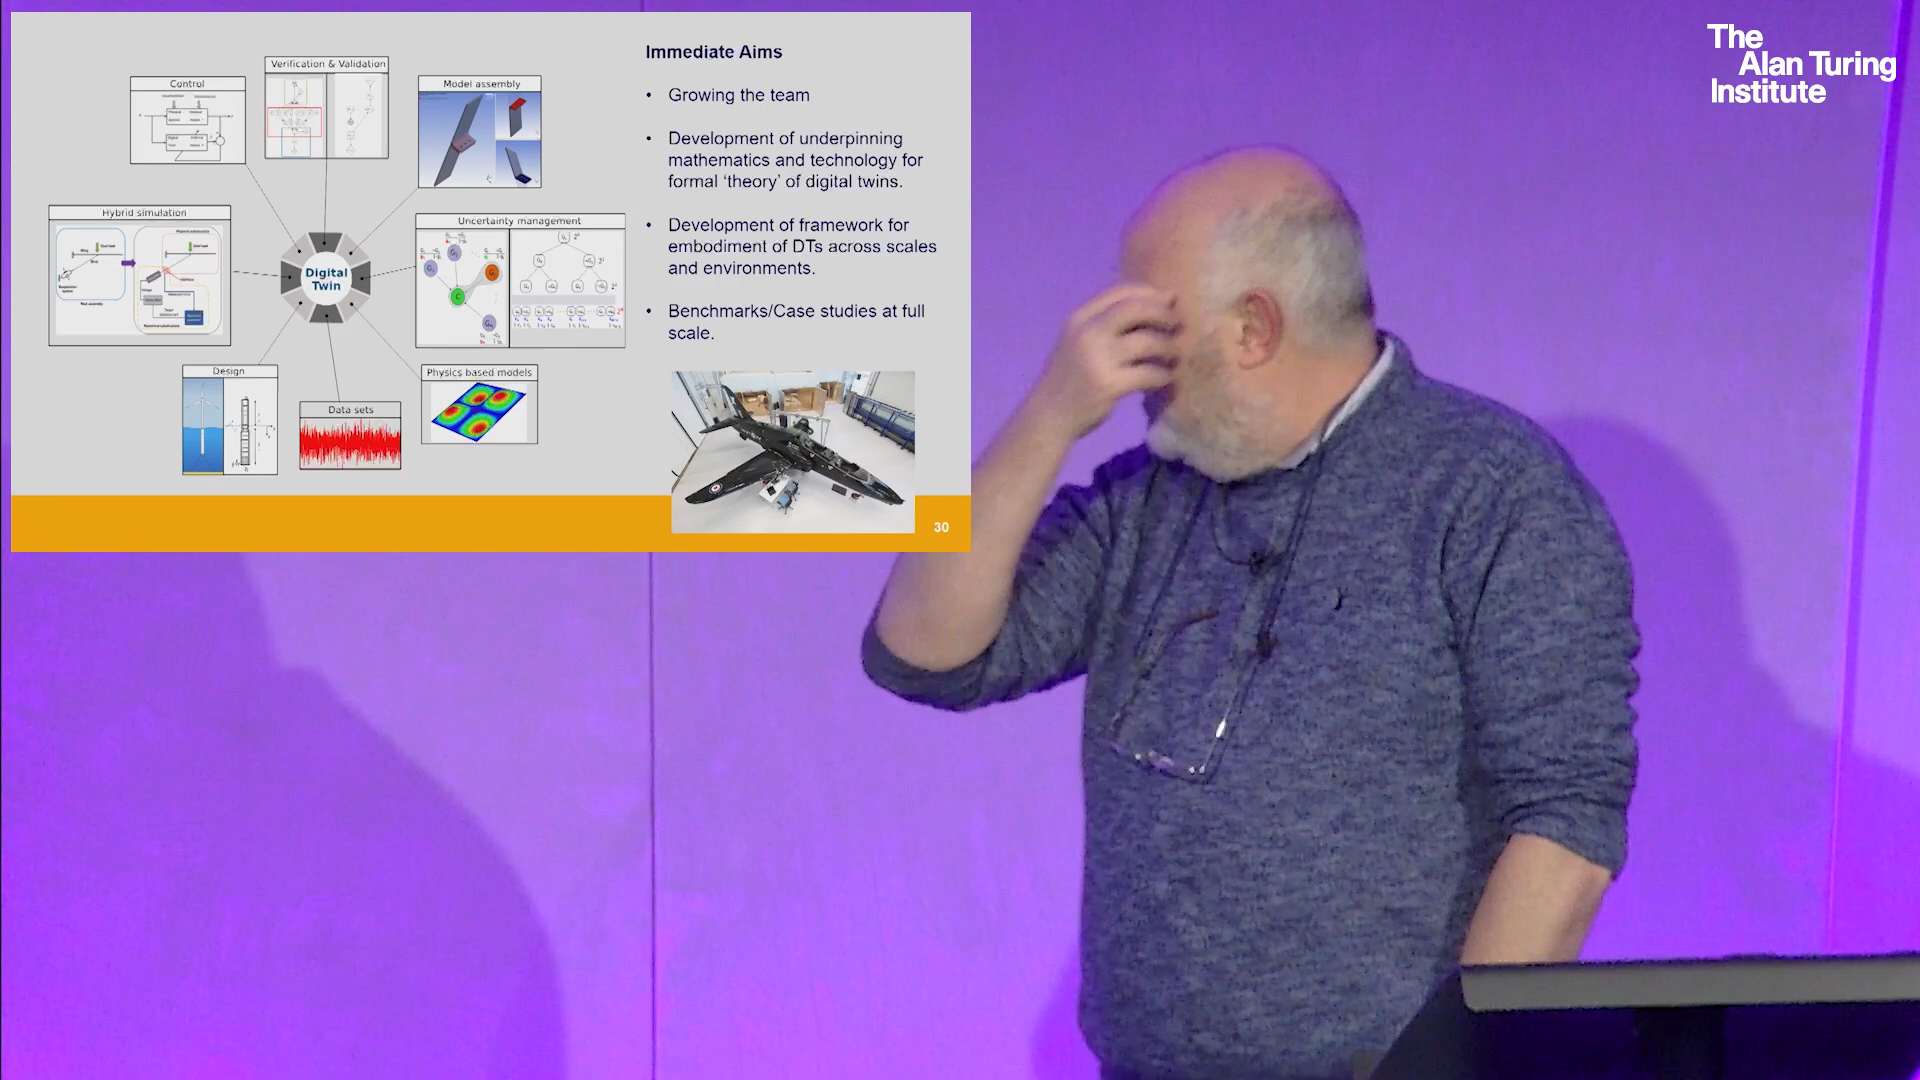 Control
Verification & Validation
Model assembly
Hybrid simulation
Uncertainty management
Digital
Twin
Design
Data sets
Physics based models
Immediate Aims
• Growing the team
• Development of underpinning
mathematics and technology for
formal ‘theory’ of digital twins.
• Development of framework for
embodiment of DTs across scales
and environments.
• Benchmarks/Case studies at full
scale.
30
The
Alan Turing
Institute